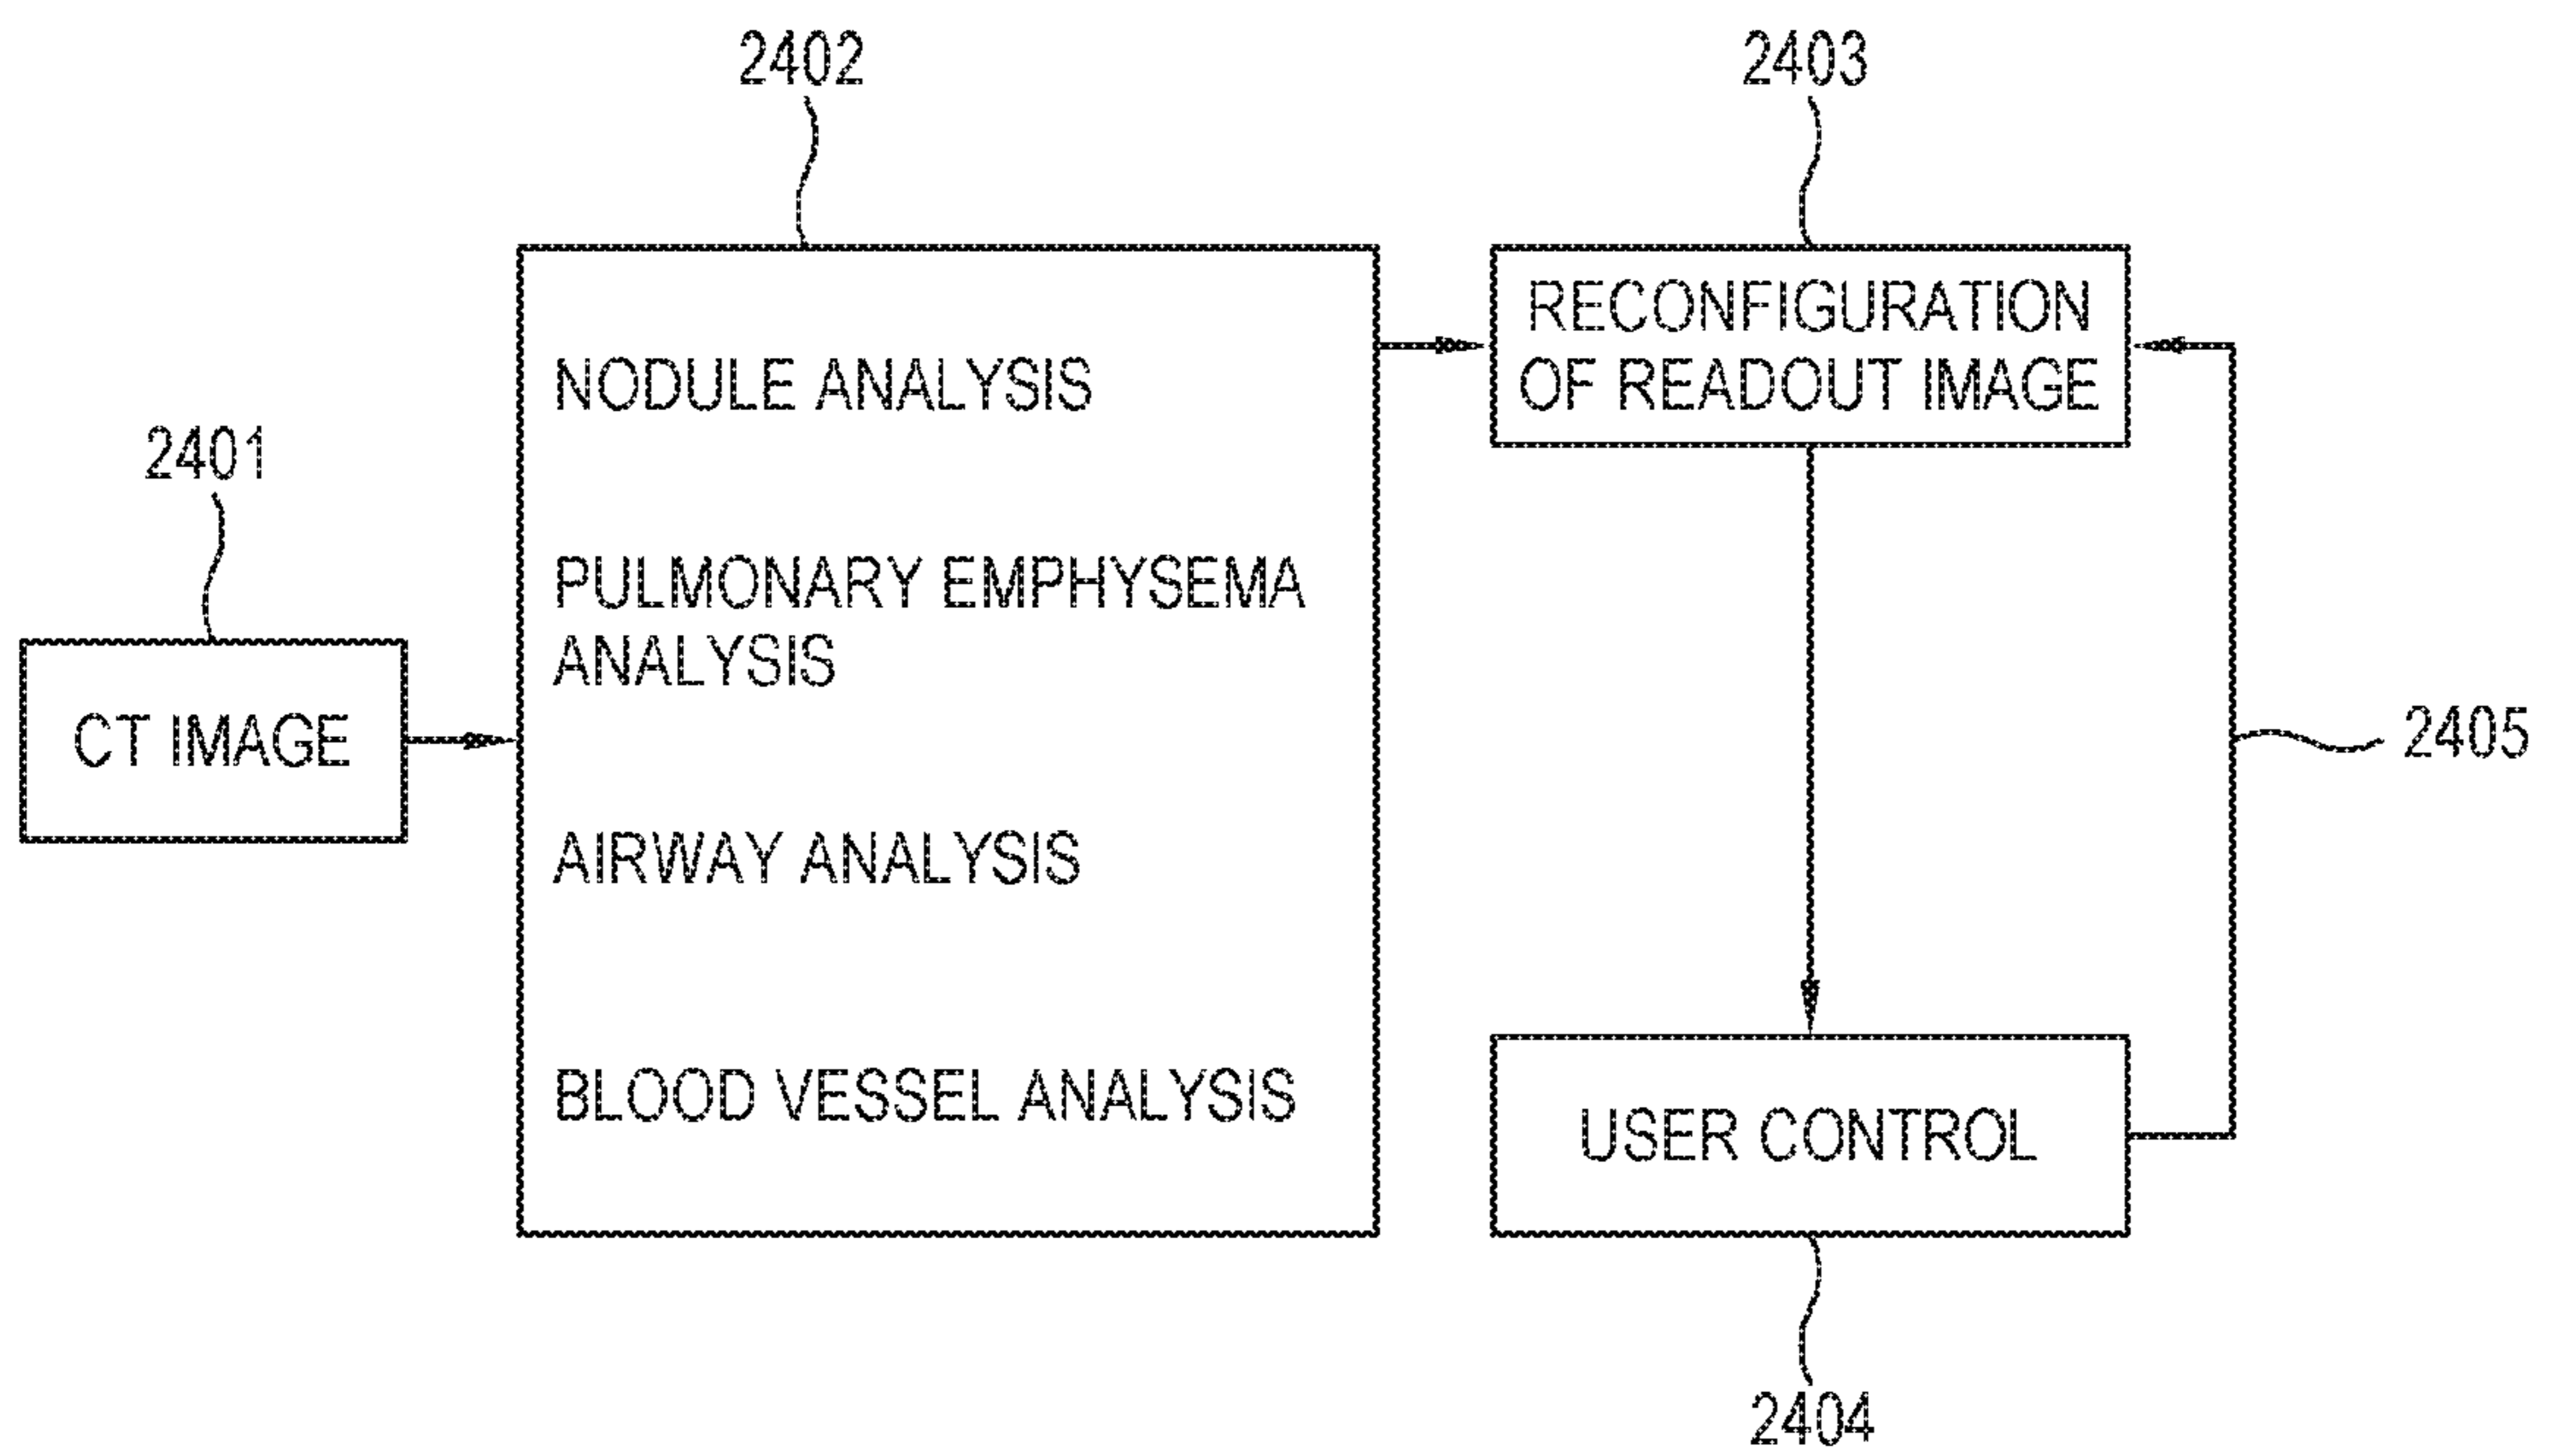 2402
2403
RECONFIGURATION
OF READOUT IMAGE
NODULE ANALYSIS
2401
PULMONARY EMPHYSEMA
ANALYSIS
CT IMAGE
2405
AIRWAY ANALYSIS
BLOOD VESSEL ANALYSIS
USER CONTROL
2404